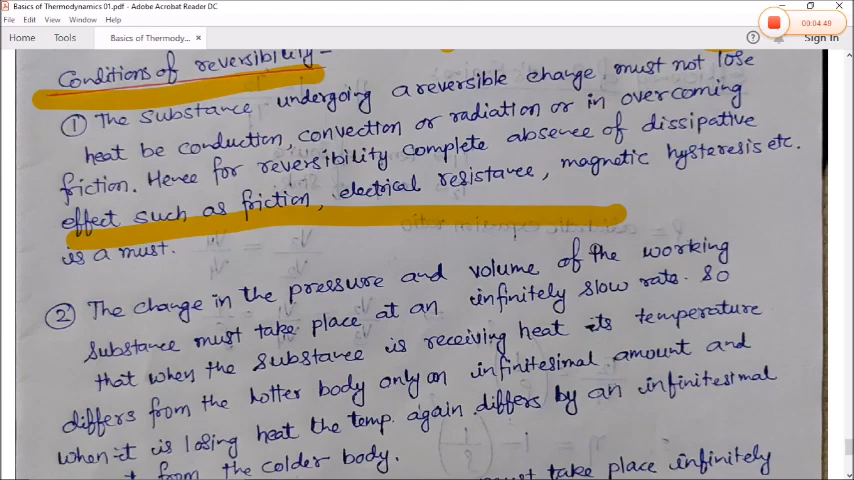 Basics of Thermodynamics 01.pdf - Adobe Acrobat Reader DC
File Edit View Window Help
Home Tools Basics of Thermody... ×
00:04:49
Sign In
Conditions of reversibility-
① The substance undergoing a reversible change must not lose
heat be conduction, convection or radiation or in overcoming
friction. Hence for reversibility complete absence of dissipative
effect such as friction, electrical resistance, magnetic hysteresis etc.
is a must.
② The change in the pressure and volume of the working
substance must take place at an infinitely slow rate. So
that when the substance is receiving heat its temperature
differs from the hotter body only an infinitesimal amount and
when it is losing heat the temp. again differs by an infinitesimal
from the colder body.
must take place infinitely